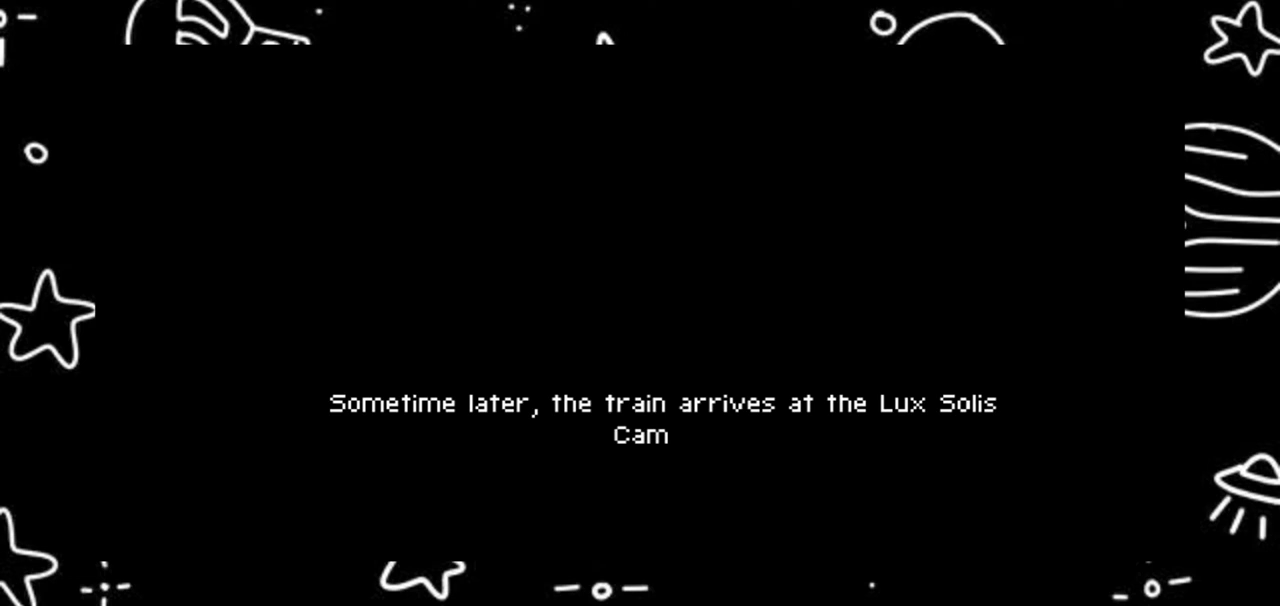 Sometime later, the train arrives at the Lux Solis
Cam